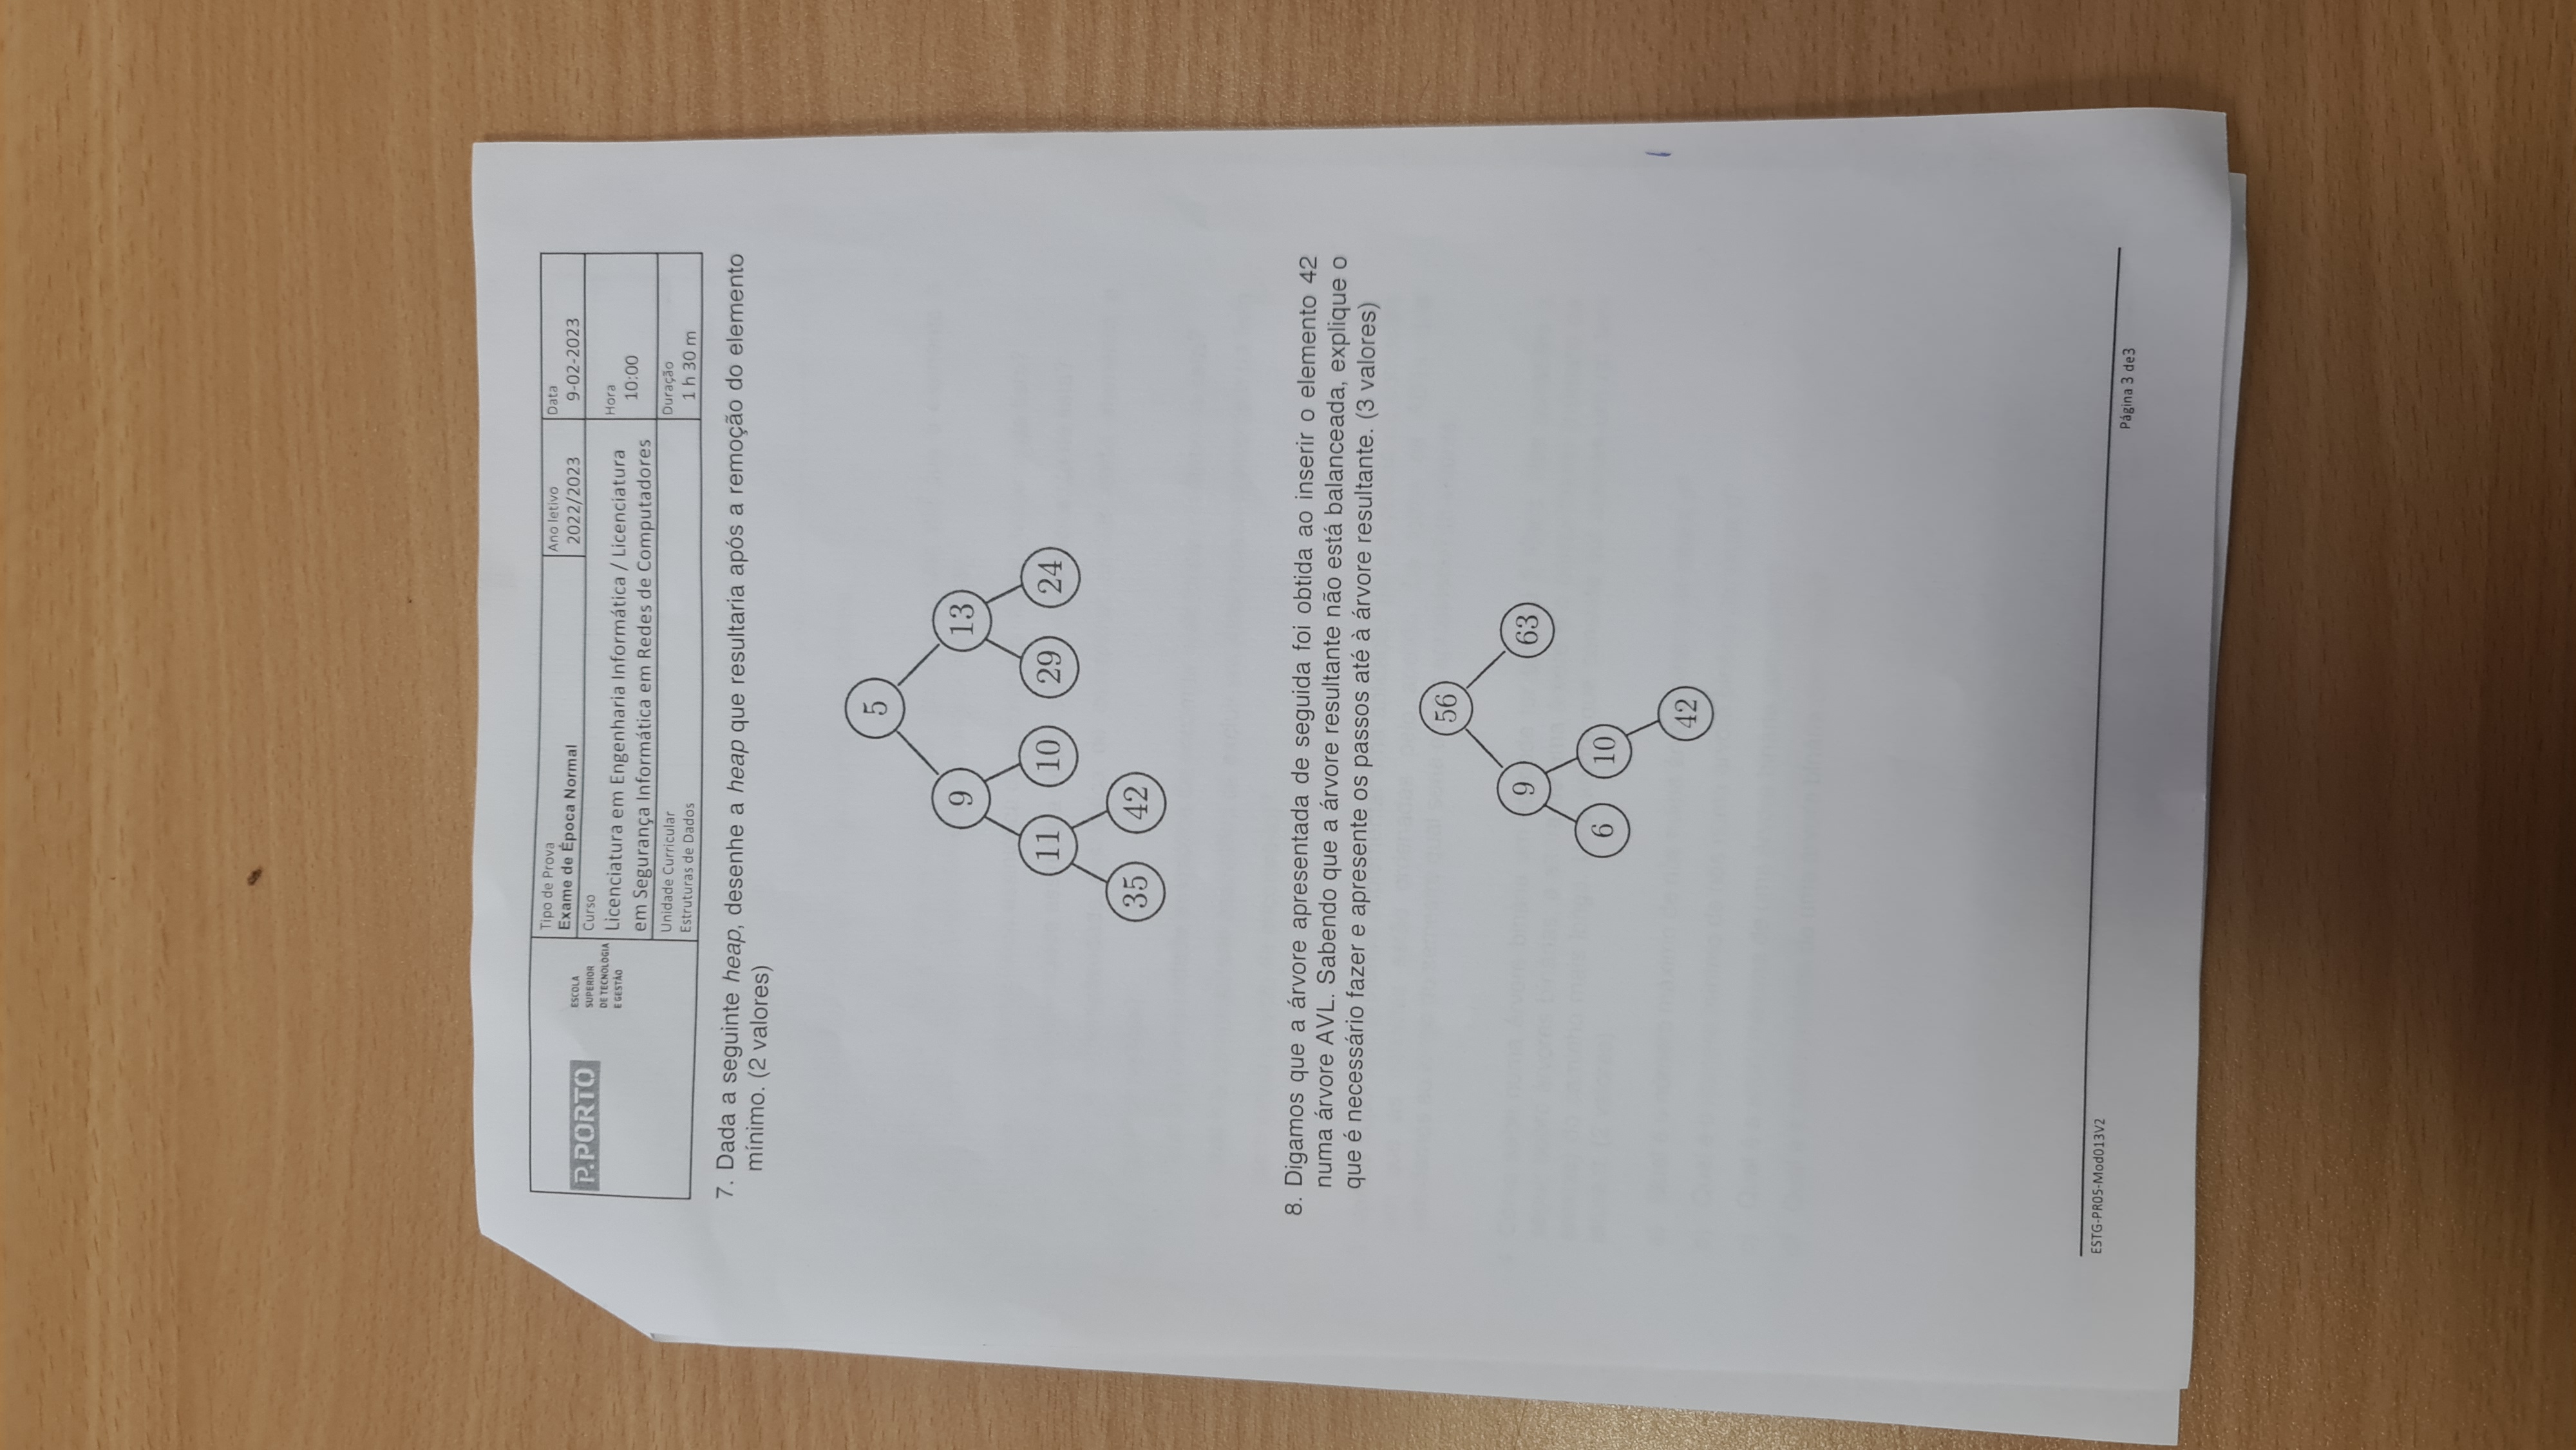 P.PORTO
ESCOLA
SUPERIOR
DE TECNOLOGIA
E GESTÃO
Tipo de Prova
Exame de Época Normal
Ano letivo
2022/2023
Data
9-02-2023
Curso
Licenciatura em Engenharia Informática / Licenciatura
em Segurança Informática em Redes de Computadores
Hora
10:00
Unidade Curricular
Estruturas de Dados
Duração
1 h 30 m
7. Dada a seguinte heap, desenhe a heap que resultaria após a remoção do elemento
mínimo. (2 valores)
5
9 13
11 10 29 24
35 42
8. Digamos que a árvore apresentada de seguida foi obtida ao inserir o elemento 42
numa árvore AVL. Sabendo que a árvore resultante não está balanceada, explique o
que é necessário fazer e apresente os passos até à árvore resultante. (3 valores)
56
9 63
6 10
42
ESTG-PR05-Mod013V2
Página 3 de3